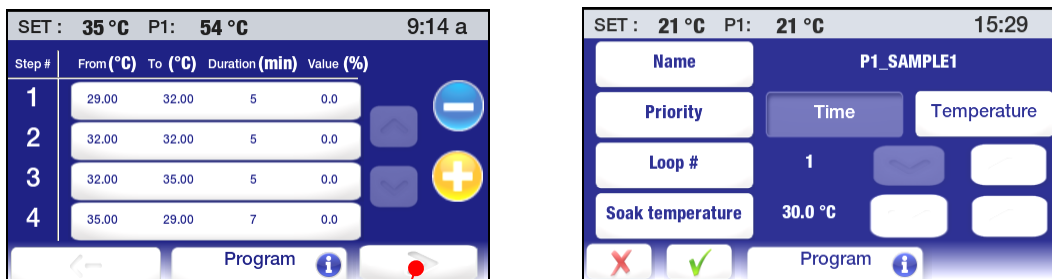 SET : 35 °C P1: 54 °C 9:14 a
Step # From (°C) To (°C) Duration (min) Value (%)
1 29.00 32.00 5 0.0
2 32.00 32.00 5 0.0
3 32.00 35.00 5 0.0
4 35.00 29.00 7 0.0
Program i
SET : 21 °C P1: 21 °C 15:29
Name P1_SAMPLE1
Priority Time Temperature
Loop # 1
Soak temperature 30.0 °C
Program i